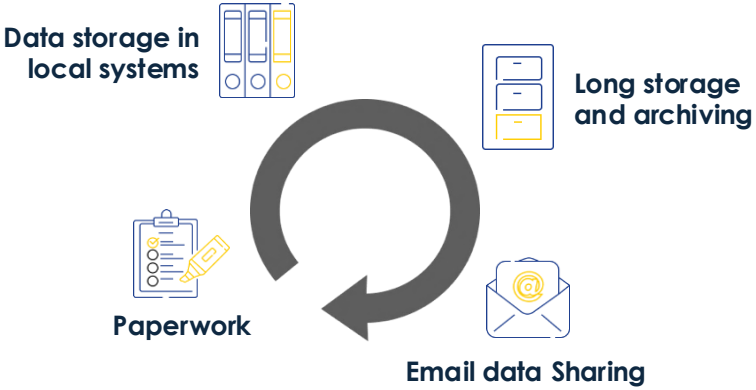 Data storage in
local systems
Long storage
and archiving
Paperwork
@
Email data Sharing